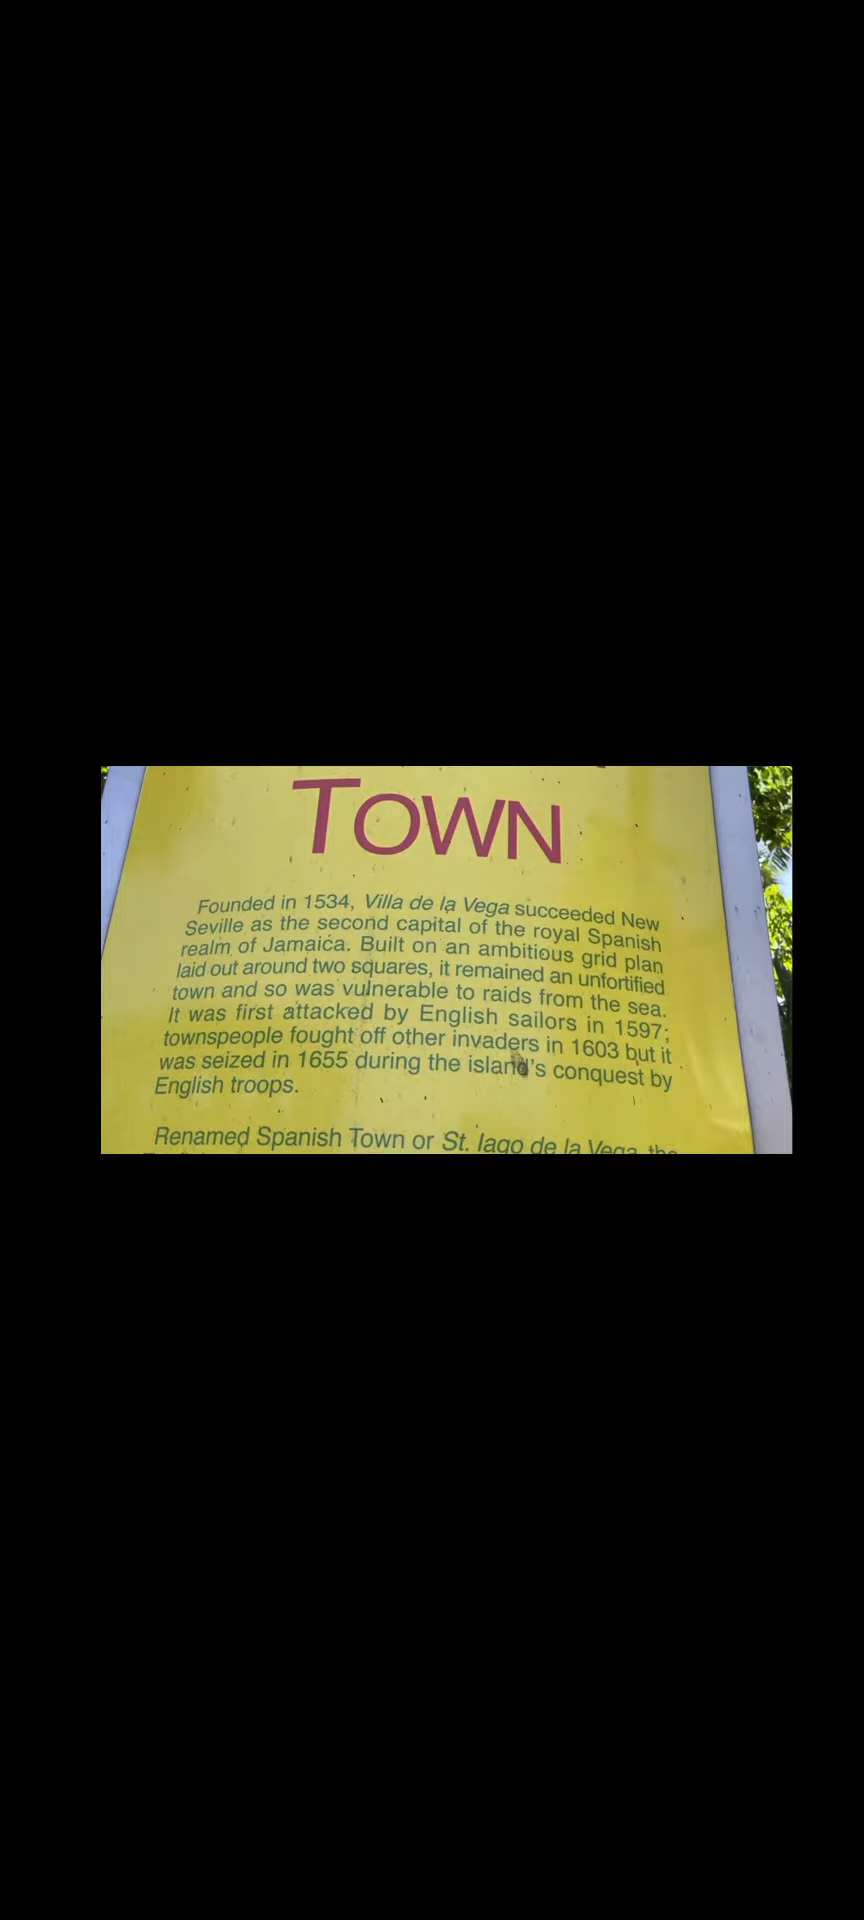 TOWN
Founded in 1534, Villa de la Vega succeeded New
Seville as the second capital of the royal Spanish
realm of Jamaica. Built on an ambitious grid plan
laid out around two squares, it remained an unfortified
town and so was vulnerable to raids from the sea.
It was first attacked by English sailors in 1597;
townspeople fought off other invaders in 1603 but it
was seized in 1655 during the island's conquest by
English troops.
Renamed Spanish Town or St. Iago de la Vega, the